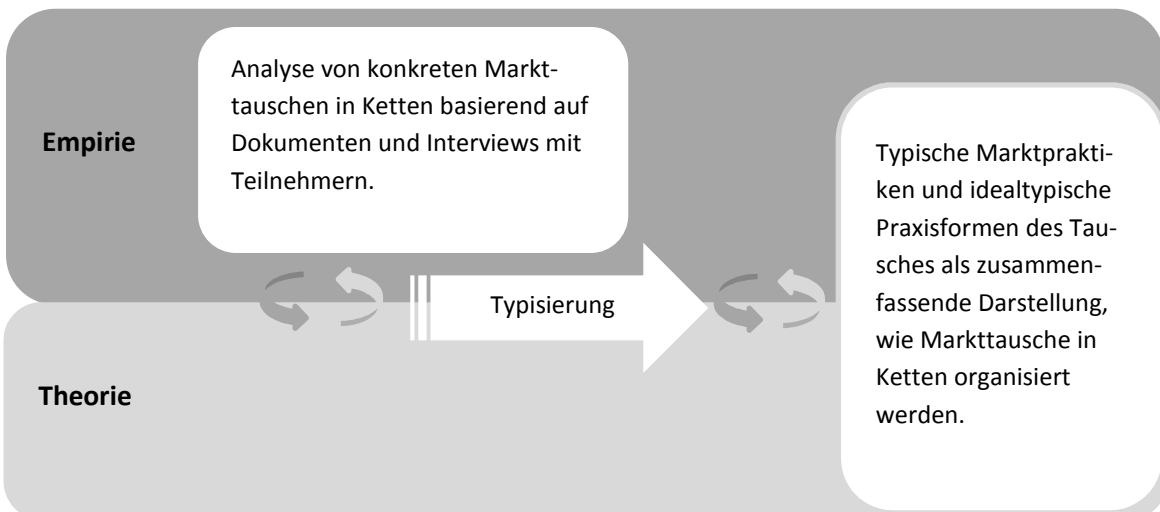 Empirie
Analyse von konkreten Markt-
tauschen in Ketten basierend auf
Dokumenten und Interviews mit
Teilnehmern.
Typisierung
Theorie
Typische Marktprakti-
ken und idealtypische
Praxisformen des Tau-
sches als zusammen-
fassende Darstellung,
wie Markttausche in
Ketten organisiert
werden.